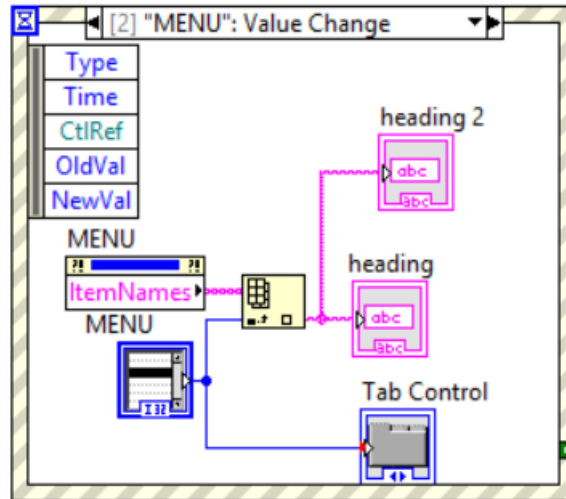 [2] "MENU": Value Change
Type
Time
CtlRef
OldVal
NewVal
heading 2
abc
abc
MENU
ItemNames
heading
abc
abc
MENU
I32
Tab Control